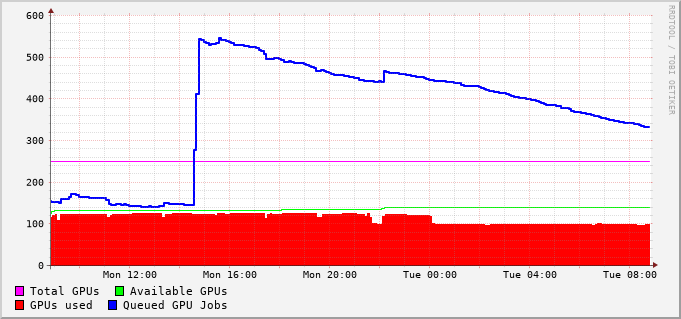 600
500
400
300
200
100
0
Mon 12:00 Mon 16:00 Mon 20:00 Tue 00:00 Tue 04:00 Tue 08:00
Total GPUs Available GPUs
GPUs used Queued GPU Jobs
RRDTOOL / TOBI OETIKER